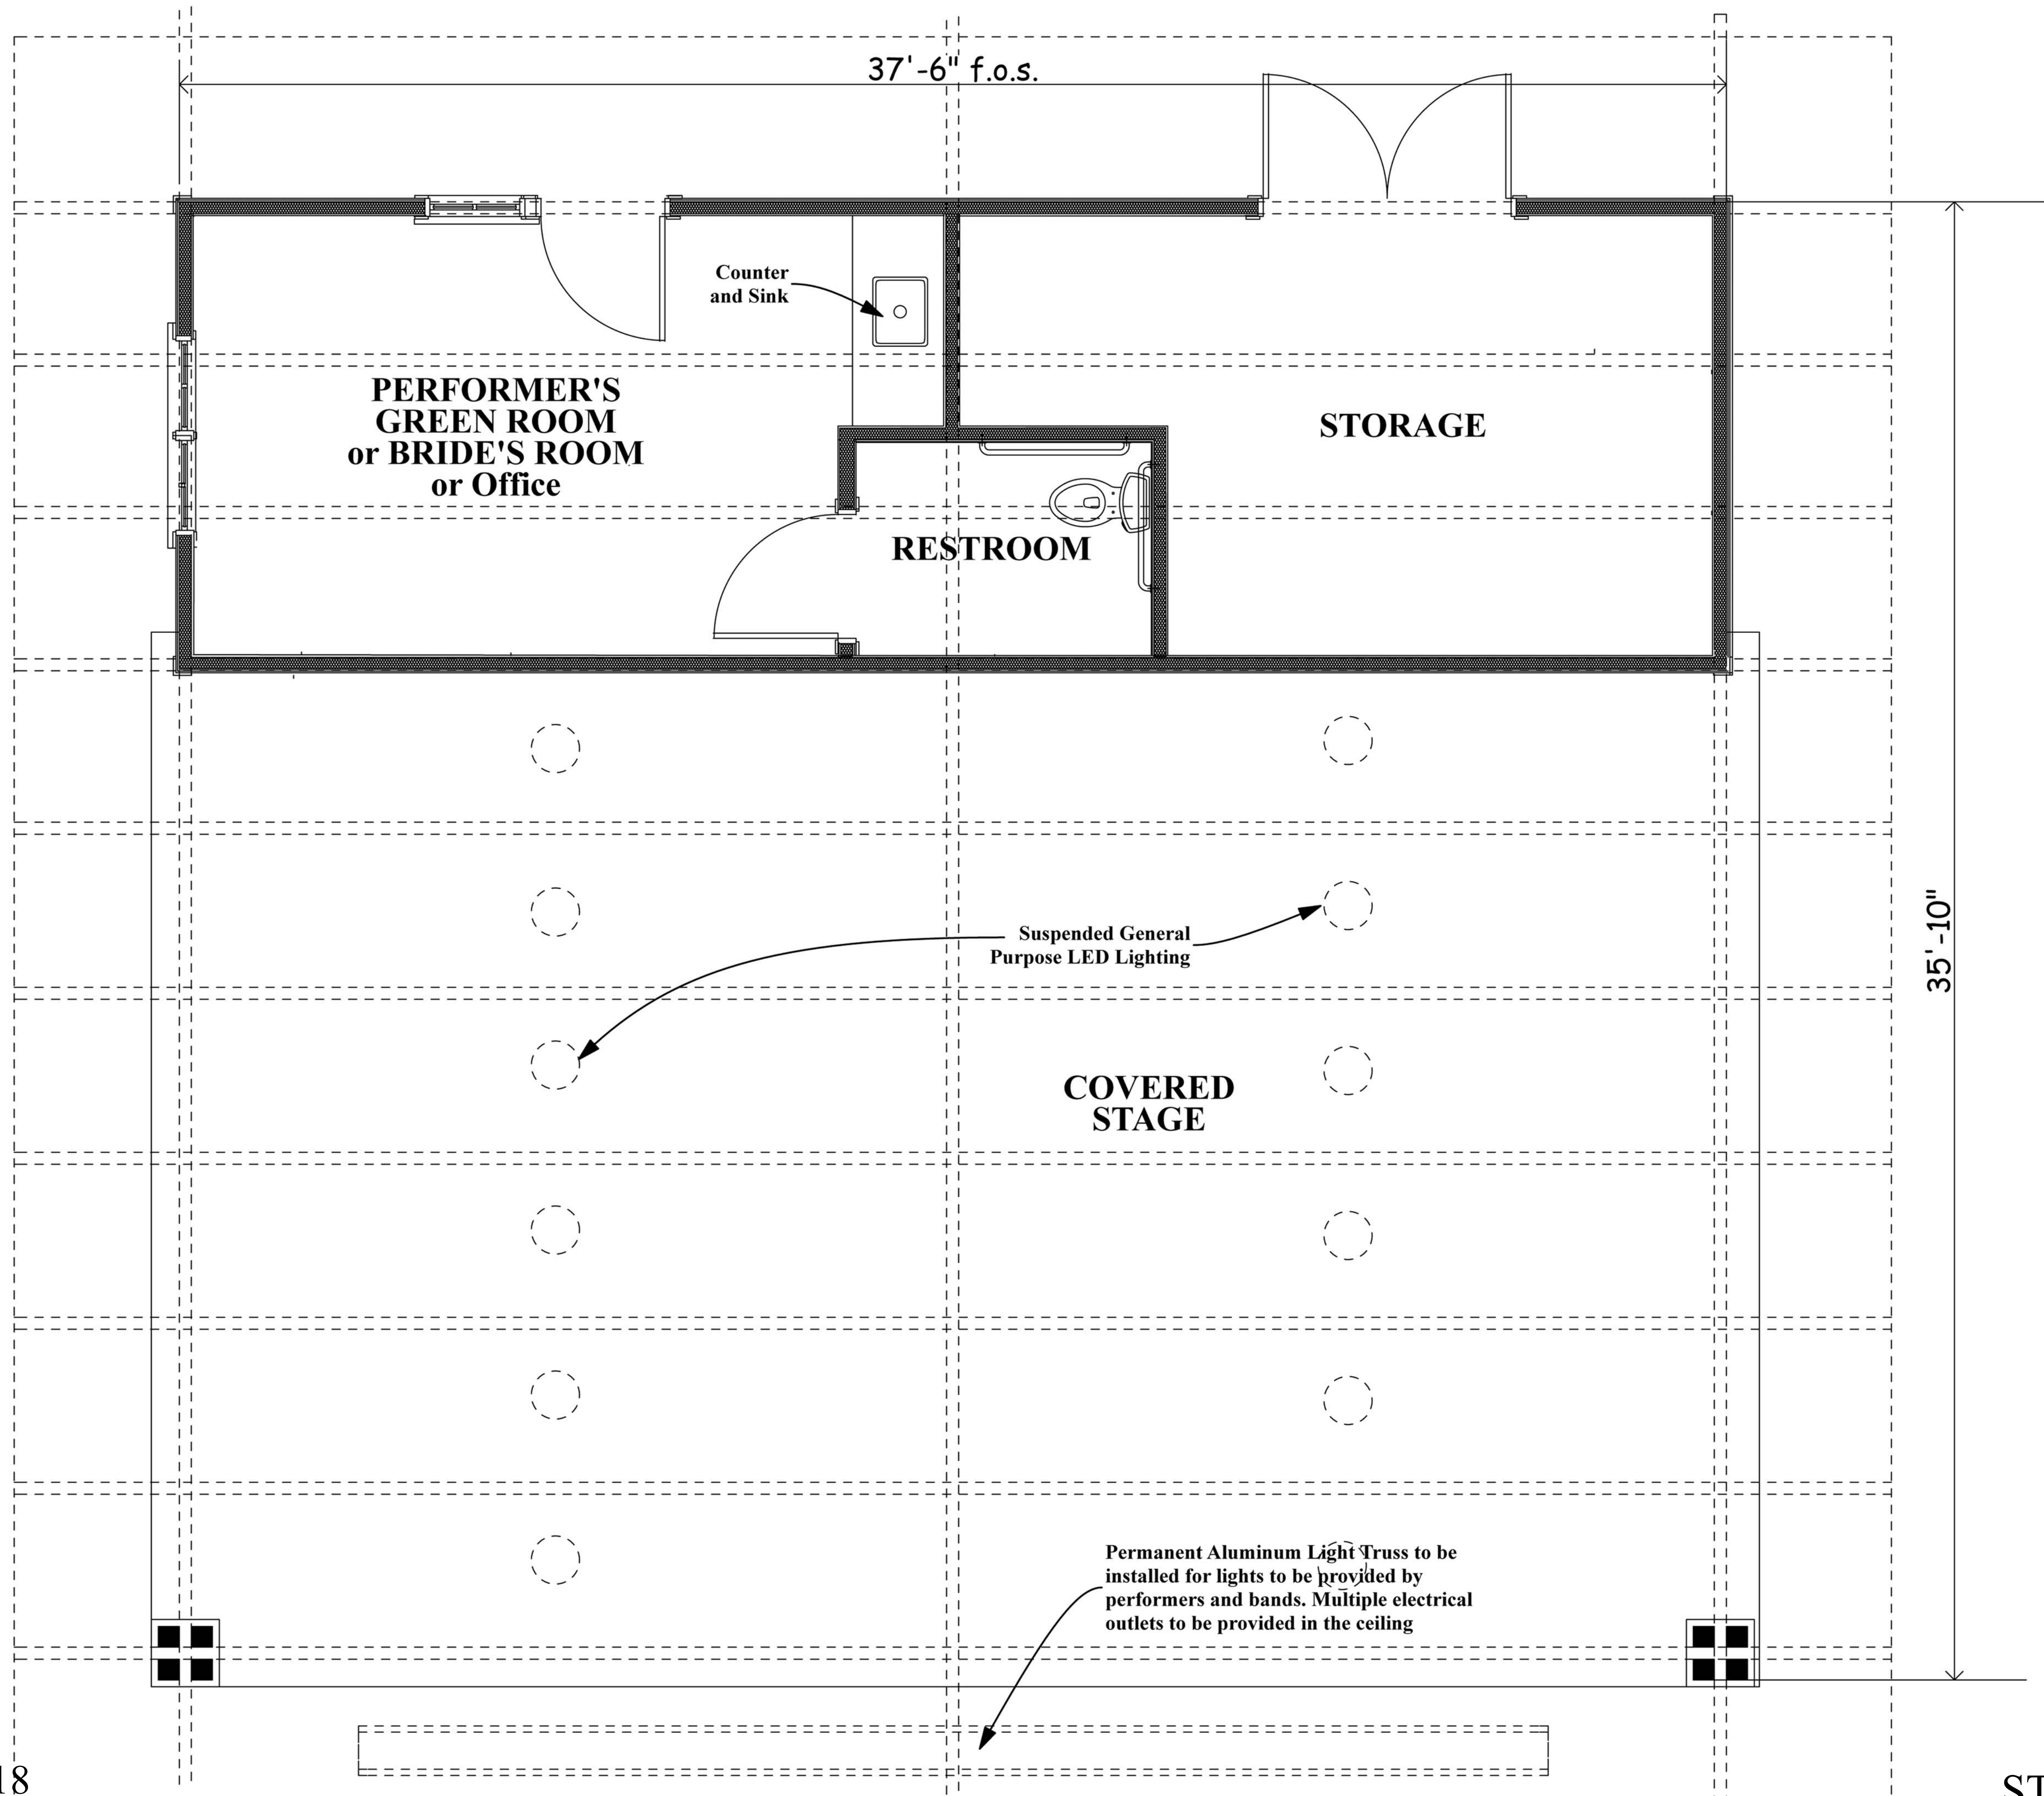 37'-6" f.o.s.
Counter
and Sink
PERFORMER'S
GREEN ROOM
or BRIDE'S ROOM
or Office
STORAGE
RESTROOM
Suspended General
Purpose LED Lighting
35'-10"
COVERED
STAGE
Permanent Aluminum Light Truss to be
installed for lights to be provided by
performers and bands. Multiple electrical
outlets to be provided in the ceiling
18
ST